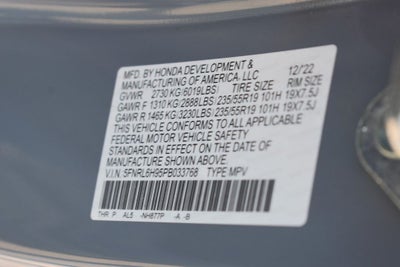 MFD. BY HONDA DEVELOPMENT &
MANUFACTURING OF AMERICA, LLC 12/22
GVWR 2730 KG(6019LBS) TIRE SIZE RIM SIZE
GAWR F 1310 KG(2888LBS) 235/55R19 101H 19X7.5J
GAWR R 1465 KG(3230LBS) 235/55R19 101H 19X7.5J
THIS VEHICLE CONFORMS TO ALL APPLICABLE
FEDERAL MOTOR VEHICLE SAFETY
STANDARDS IN EFFECT ON THE DATE OF
MANUFACTURE SHOWN ABOVE.
V.I.N. 5FNRL6H95PB033768 TYPE MPV
THR P AL5 -NH877P -A -B